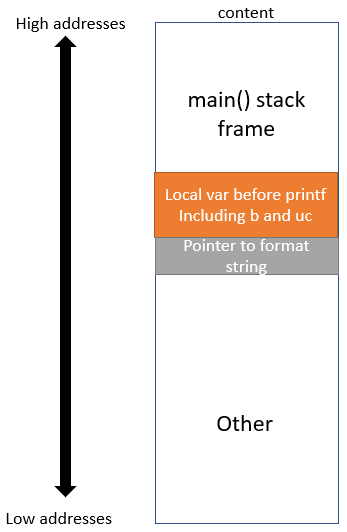 content
High addresses
main() stack
frame
Local var before printf
Including b and uc
Pointer to format
string
Other
Low addresses